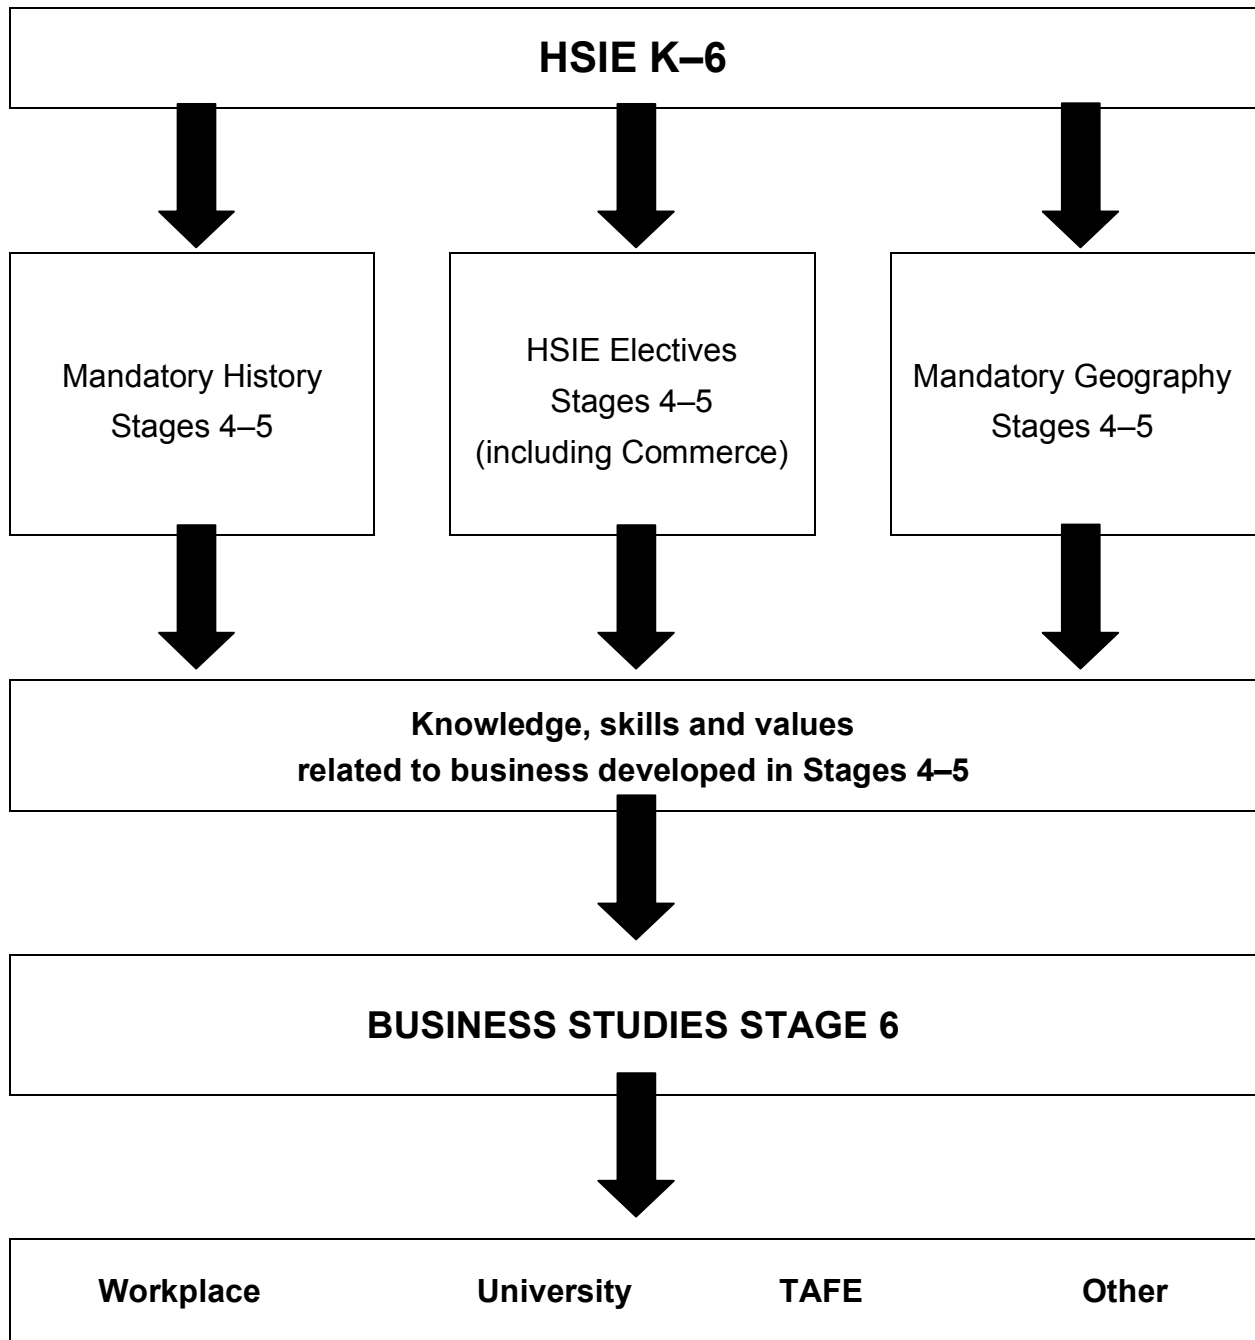 HSIE K–6
Mandatory History
Stages 4–5
HSIE Electives
Stages 4–5
(including Commerce)
Mandatory Geography
Stages 4–5
Knowledge, skills and values
related to business developed in Stages 4–5
BUSINESS STUDIES STAGE 6
Workplace University TAFE Other